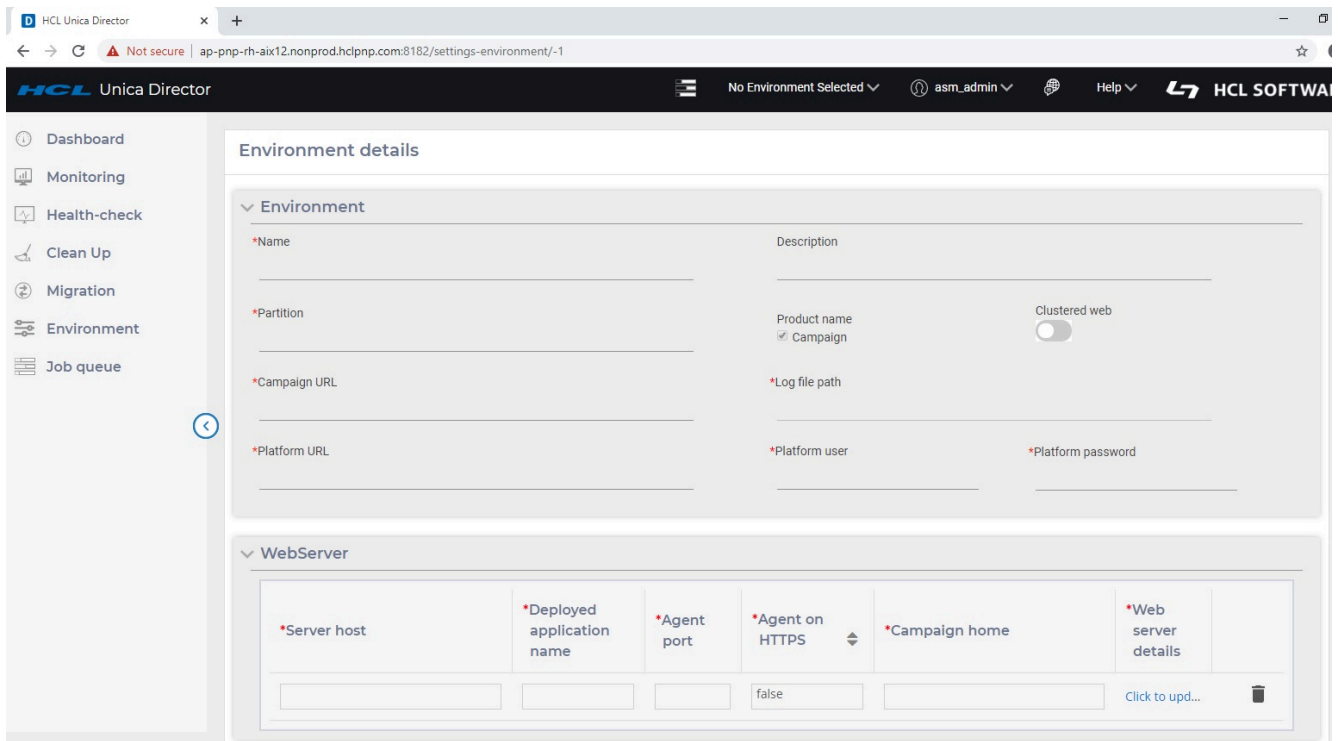 D HCL Unica Director × +
Not secure | ap-pnp-rh-aix12.nonprod.hclpnp.com:8182/settings-environment/-1
HCL Unica Director No Environment Selected asm_admin Help HCL SOFTWA
Dashboard
Monitoring
Health-check
Clean Up
Migration
Environment
Job queue
Environment details
Environment
*Name Description
*Partition Product name Clustered web
Campaign
*Campaign URL *Log file path
*Platform URL *Platform user *Platform password
WebServer
*Server host *Deployed application name *Agent port *Agent on HTTPS *Campaign home *Web server details
false Click to upd...